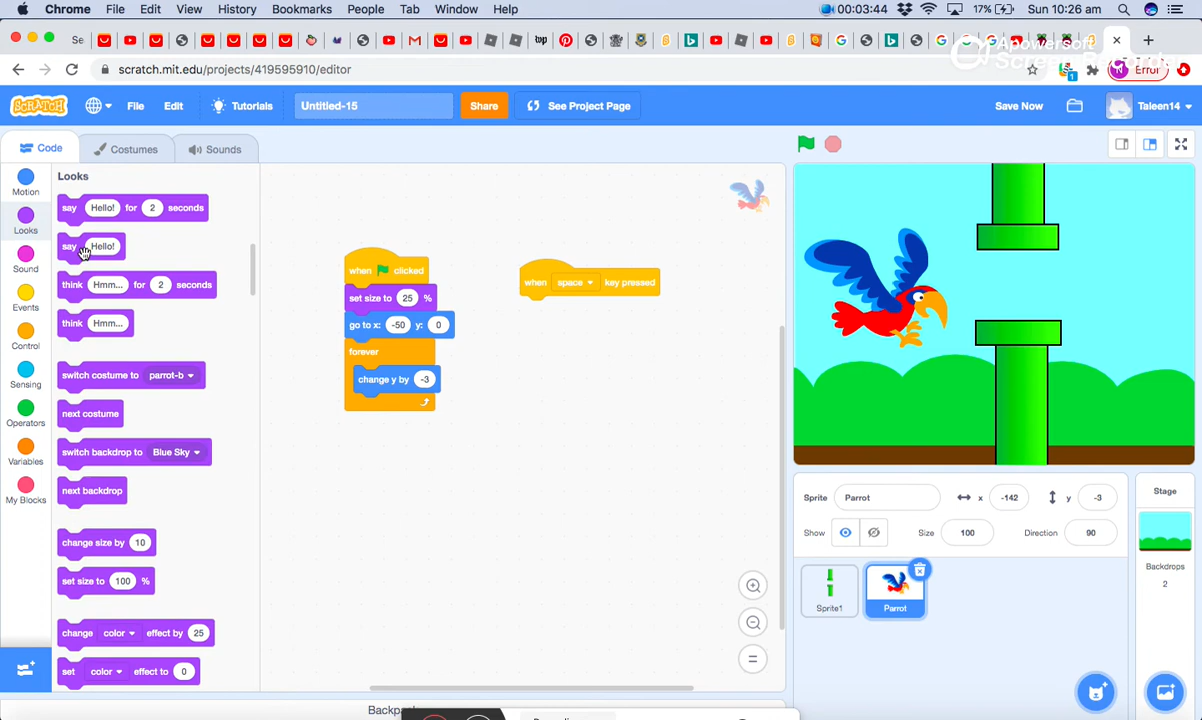 Chrome File Edit View History Bookmarks People Tab Window Help 00:03:44 17% Sun 10:26 am
Se
scratch.mit.edu/projects/419595910/editor Error
Apowersoft
SCRATCH File Edit Tutorials Untitled-15 Share See Project Page Save Now Taleen14
Code Costumes Sounds
Motion
Looks
Sound
Events
Control
Sensing
Operators
Variables
My Blocks
Looks
say Hello! for 2 seconds
say Hello!
think Hmm... for 2 seconds
think Hmm...
switch costume to parrot-b
next costume
switch backdrop to Blue Sky
next backdrop
change size by 10
set size to 100 %
change color effect by 25
set color effect to 0
when clicked
set size to 25 %
go to x: -50 y: 0
forever
change y by -3
when space key pressed
Sprite Parrot x -142 y -3
Show Size 100 Direction 90
Sprite1
Parrot
Stage
Backdrops
2